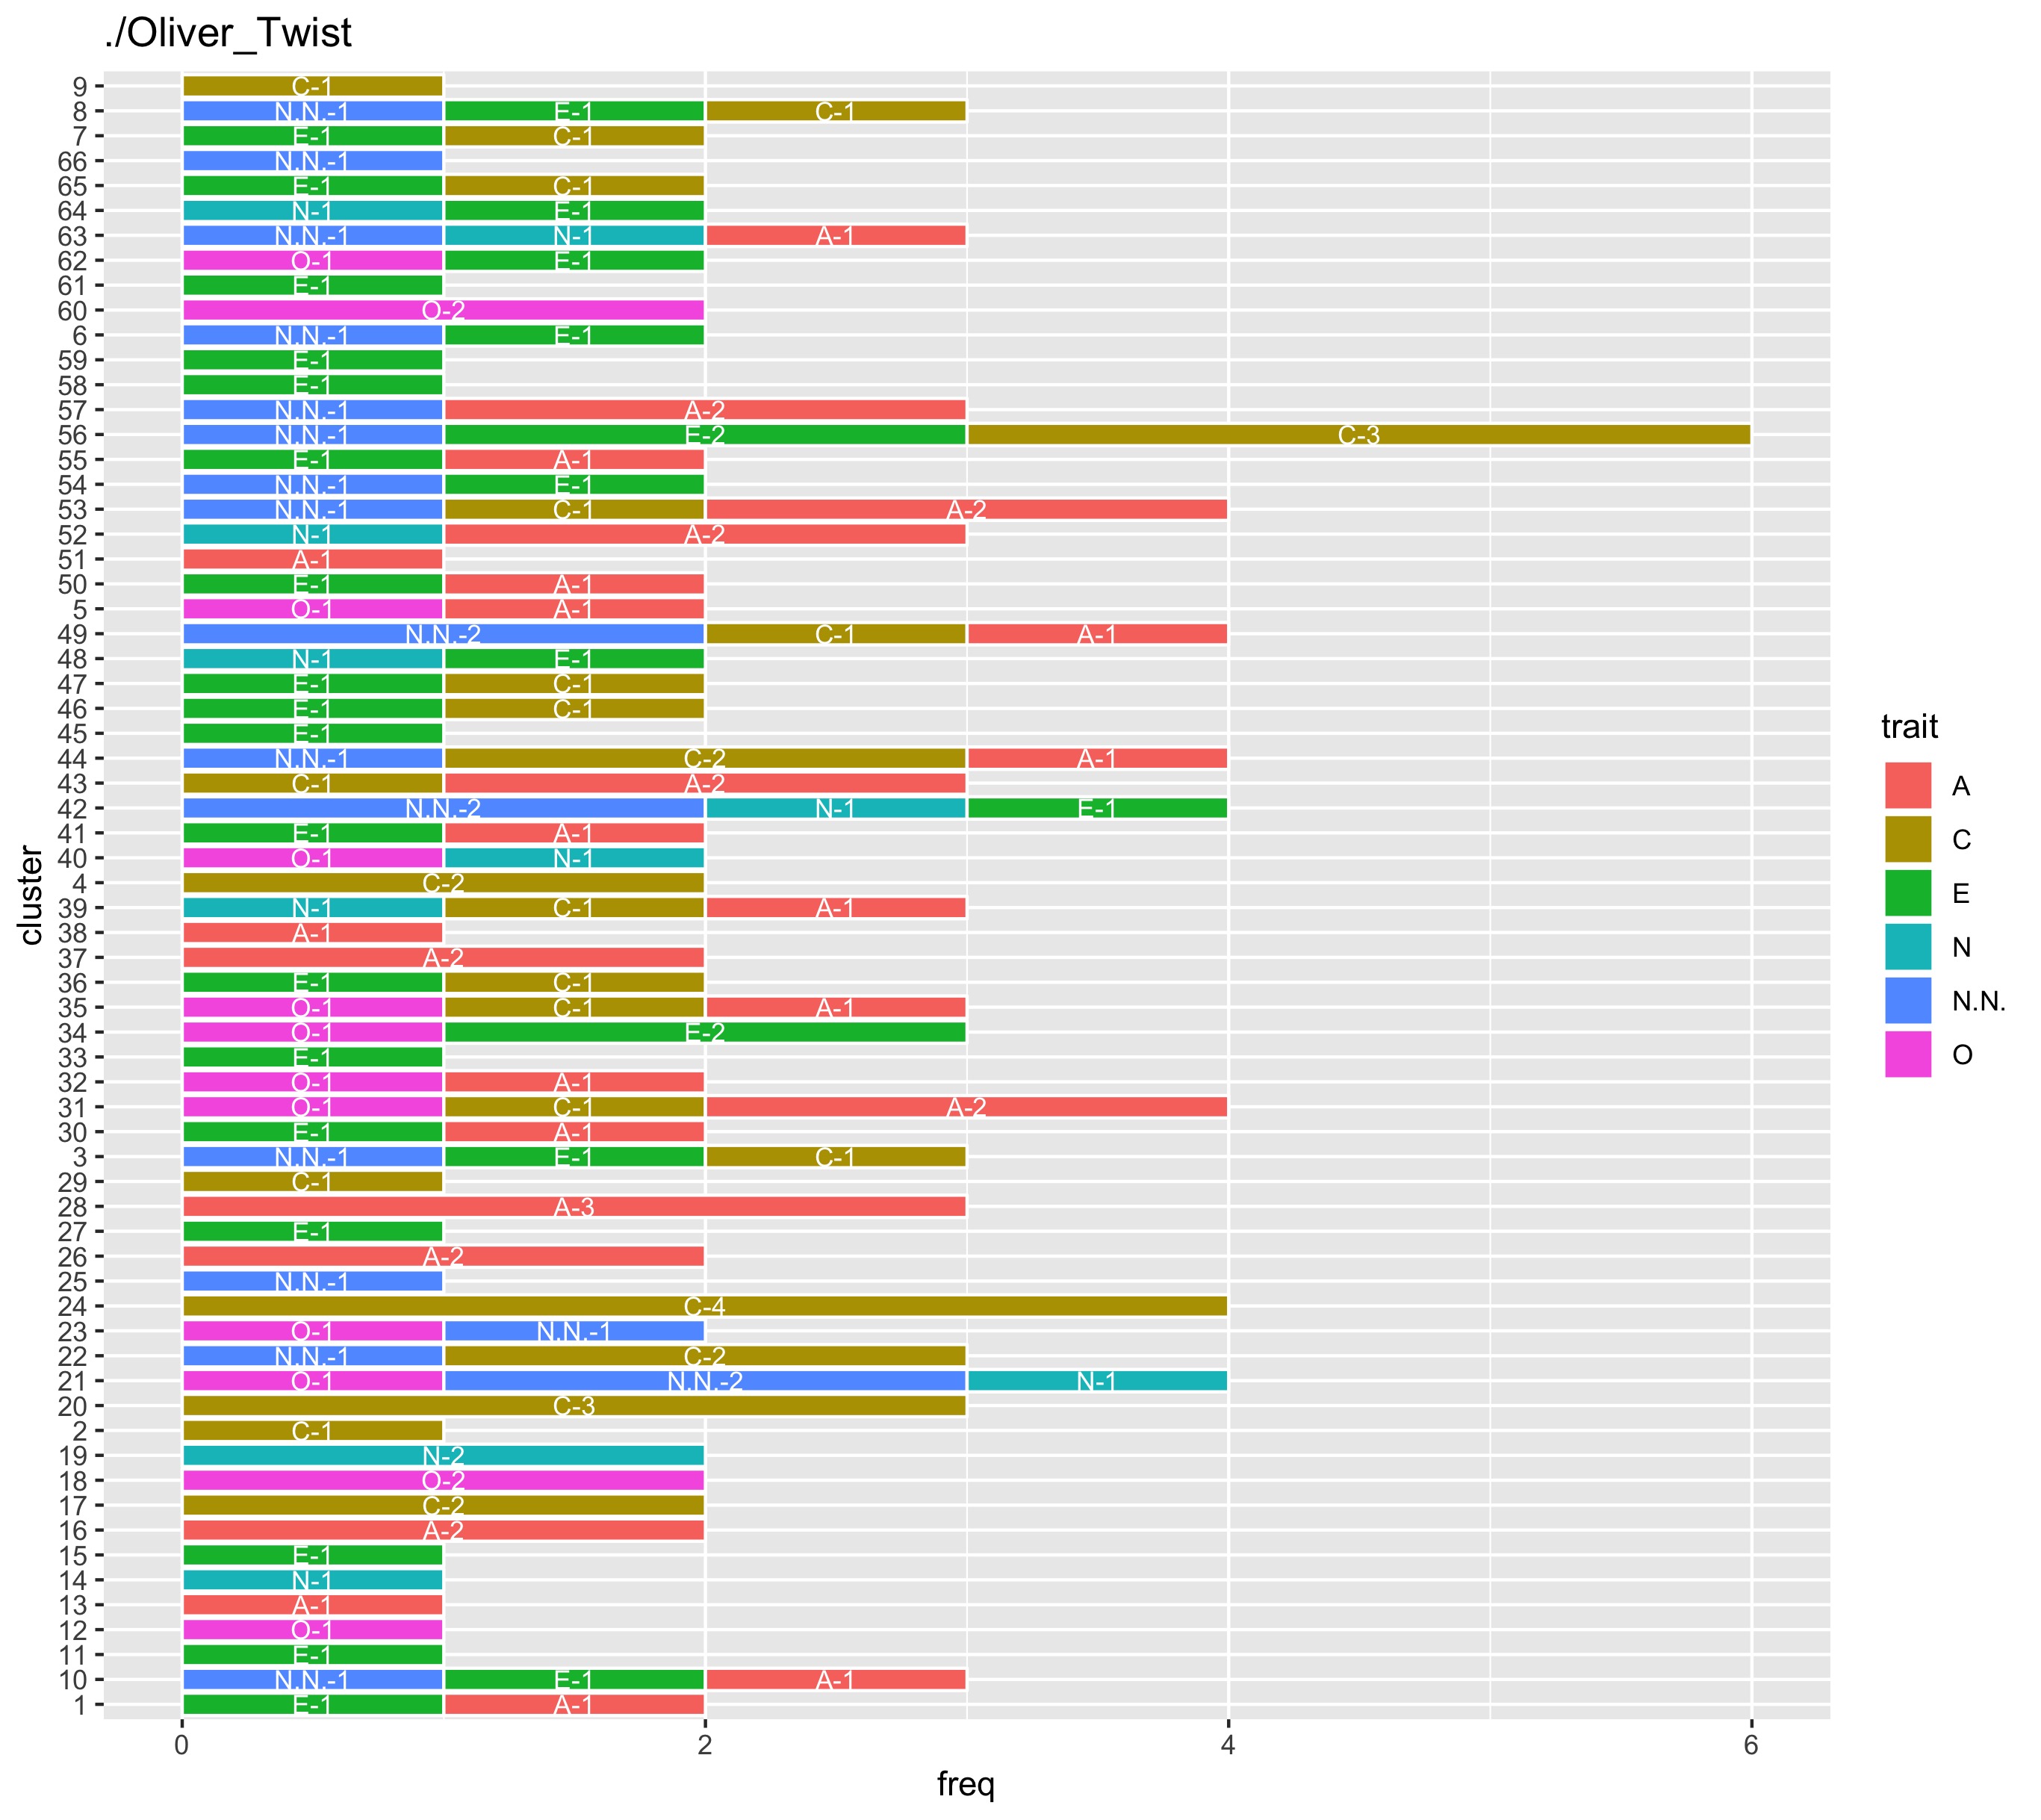 ./Oliver_Twist
9 C-1
8 N.N.-1 E-1 C-1
7 E-1 C-1
66 N.N.-1
65 E-1 C-1
64 N-1 E-1
63 N.N.-1 N-1 A-1
62 O-1 E-1
61 E-1
60 O-2
6 N.N.-1 E-1
59 E-1
58 E-1
57 N.N.-1 A-2
56 N.N.-1 E-2 C-3
55 E-1 A-1
54 N.N.-1 E-1
53 N.N.-1 C-1 A-2
52 N-1 A-2
51 A-1
50 E-1 A-1
5 O-1 A-1
49 N.N.-2 C-1 A-1
48 N-1 E-1
47 E-1 C-1
46 E-1 C-1
45 E-1
44 N.N.-1 C-2 A-1
43 C-1 A-2
42 N.N.-2 N-1 E-1
41 E-1 A-1
40 O-1 N-1
4 C-2
39 N-1 C-1 A-1
38 A-1
37 A-2
36 E-1 C-1
35 O-1 C-1 A-1
34 O-1 E-2
33 E-1
32 O-1 A-1
31 O-1 C-1 A-2
30 E-1 A-1
3 N.N.-1 E-1 C-1
29 C-1
28 A-3
27 E-1
26 A-2
25 N.N.-1
24 C-4
23 O-1 N.N.-1
22 N.N.-1 C-2
21 O-1 N.N.-2 N-1
20 C-3
2 C-1
19 N-2
18 O-2
17 C-2
16 A-2
15 E-1
14 N-1
13 A-1
12 O-1
11 E-1
10 N.N.-1 E-1 A-1
1 E-1 A-1
0 2 4 6
freq
cluster
trait
A
C
E
N
N.N.
O